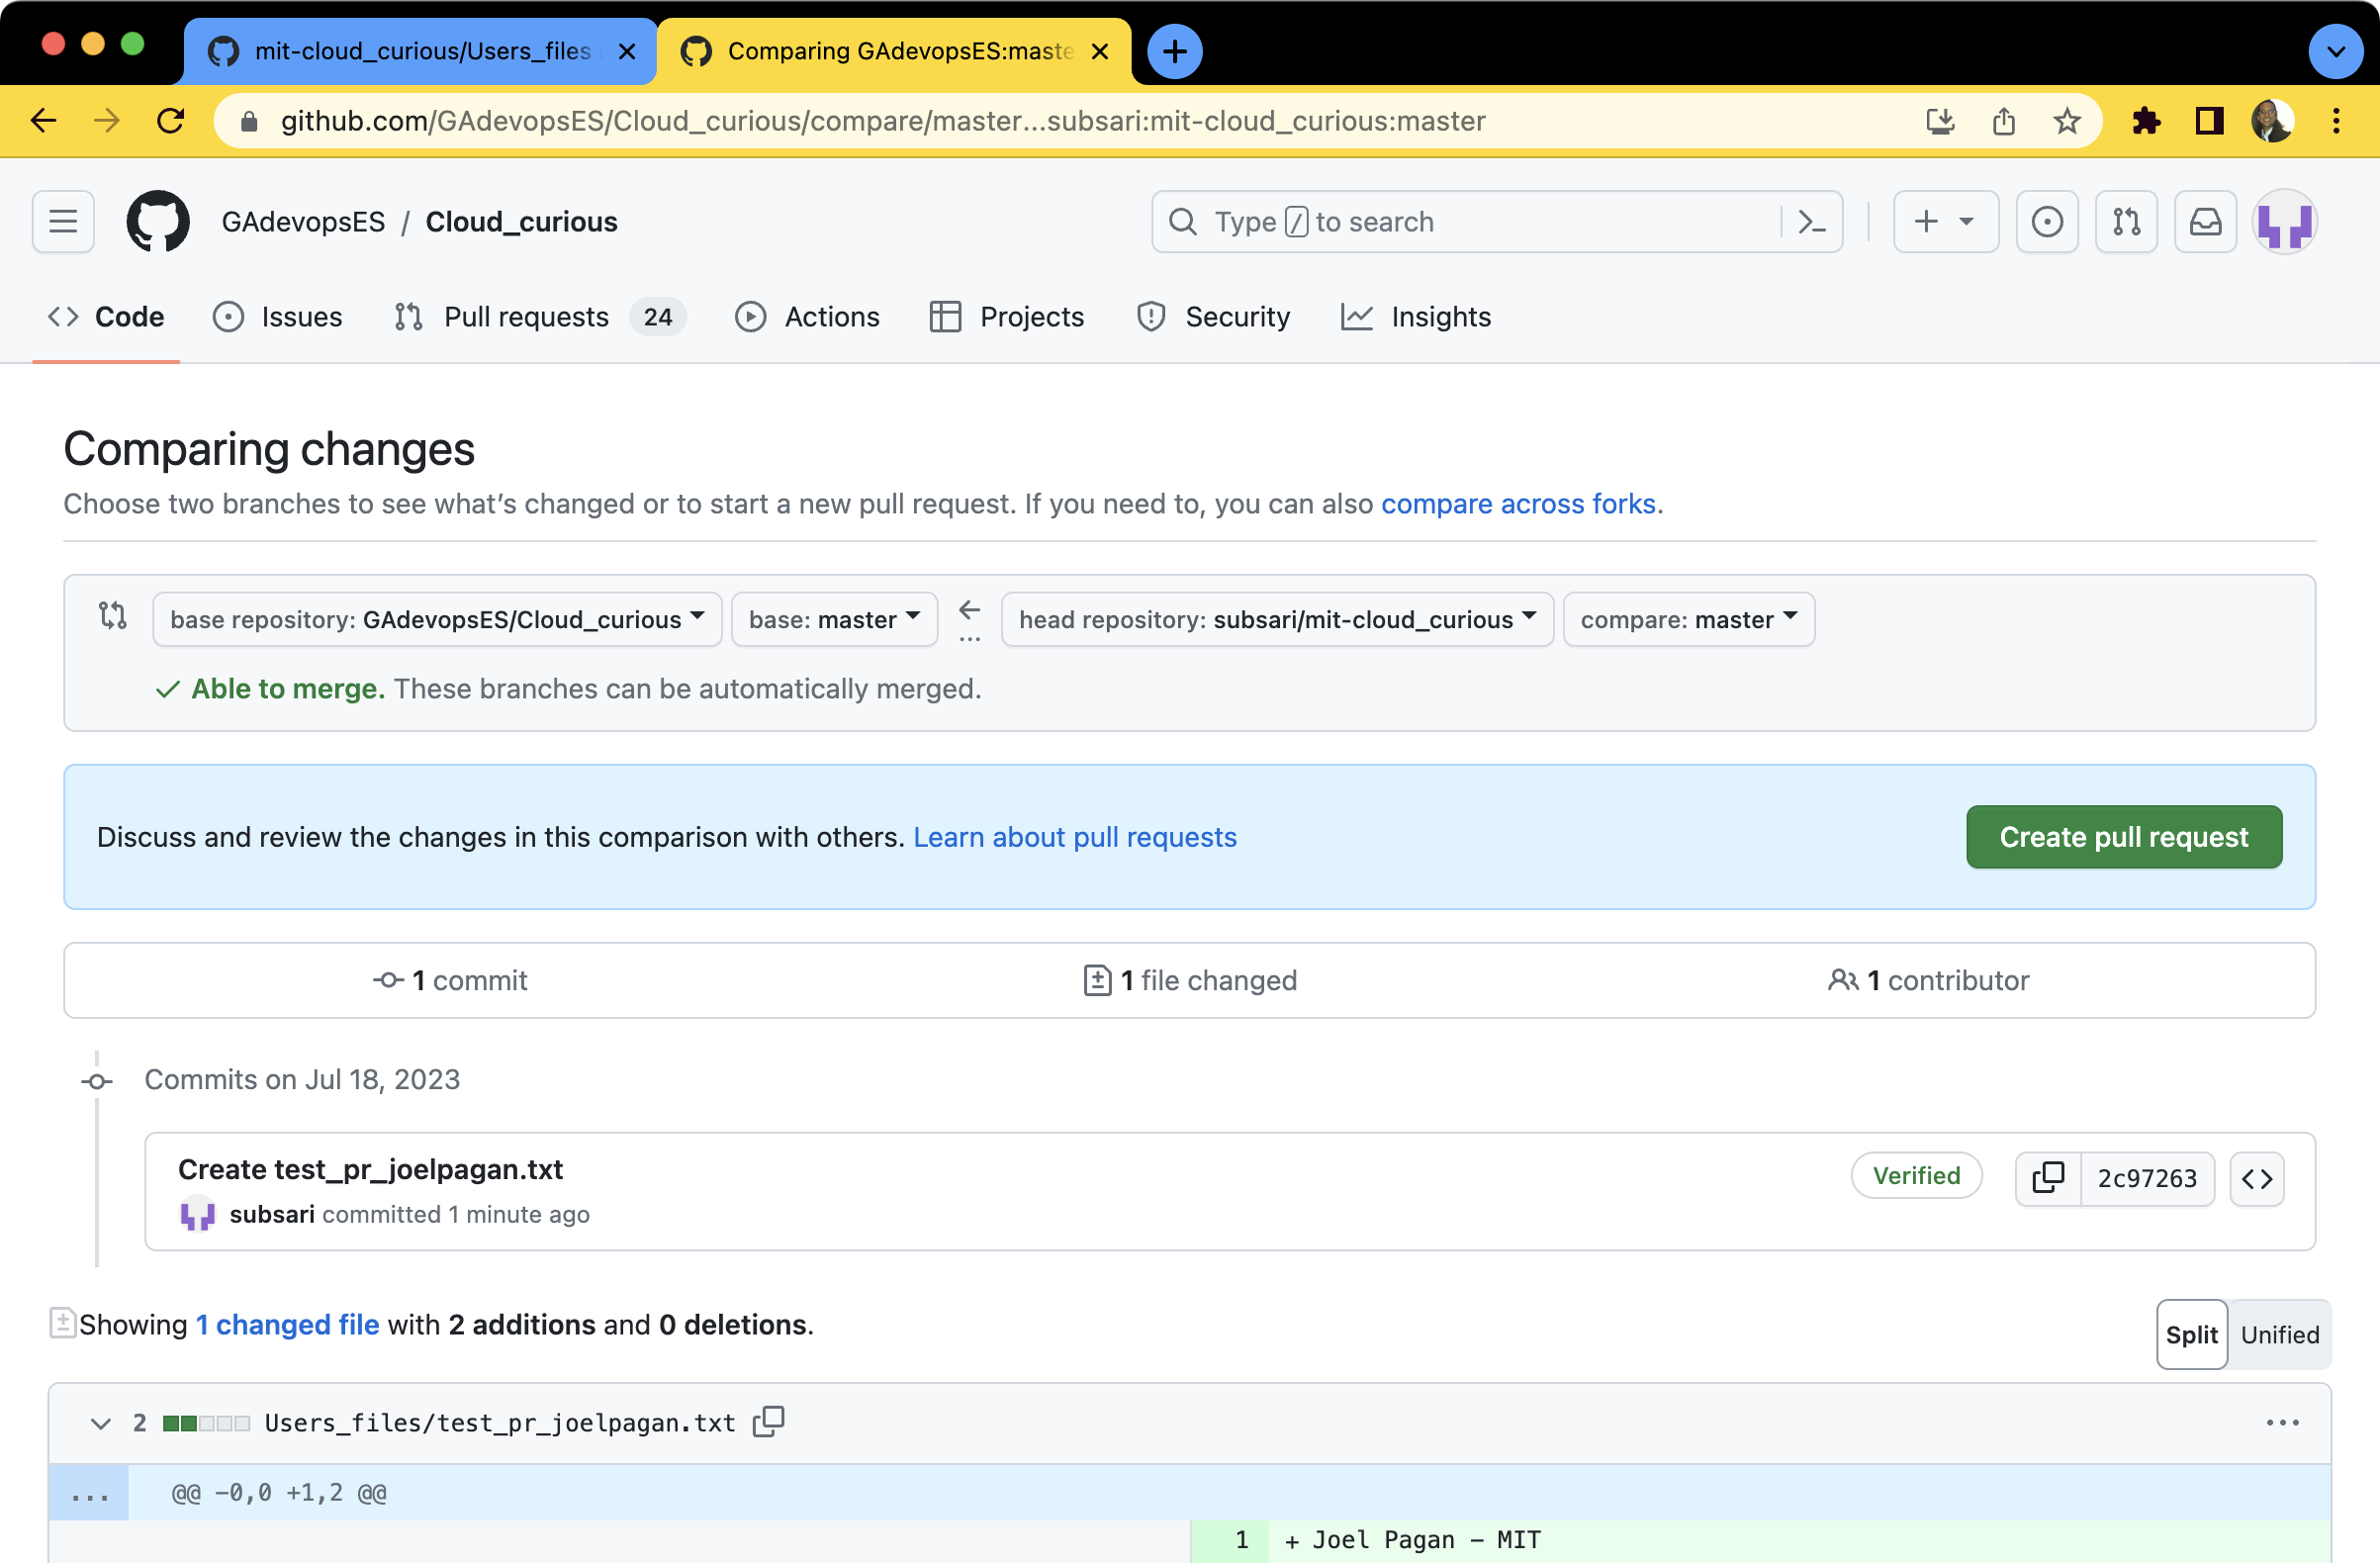 mit-cloud_curious/Users_files
Comparing GAdevopsES:maste
github.com/GAdevopsES/Cloud_curious/compare/master...subsari:mit-cloud_curious:master
GAdevopsES / Cloud_curious
Type / to search
Code
Issues
Pull requests 24
Actions
Projects
Security
Insights
Comparing changes
Choose two branches to see what’s changed or to start a new pull request. If you need to, you can also compare across forks.
base repository: GAdevopsES/Cloud_curious
base: master
...
head repository: subsari/mit-cloud_curious
compare: master
Able to merge. These branches can be automatically merged.
Discuss and review the changes in this comparison with others. Learn about pull requests
Create pull request
1 commit
1 file changed
1 contributor
Commits on Jul 18, 2023
Create test_pr_joelpagan.txt
Verified
2c97263
subsari committed 1 minute ago
Showing 1 changed file with 2 additions and 0 deletions.
Split
Unified
2 Users_files/test_pr_joelpagan.txt
... @@ -0,0 +1,2 @@
1 + Joel Pagan - MIT